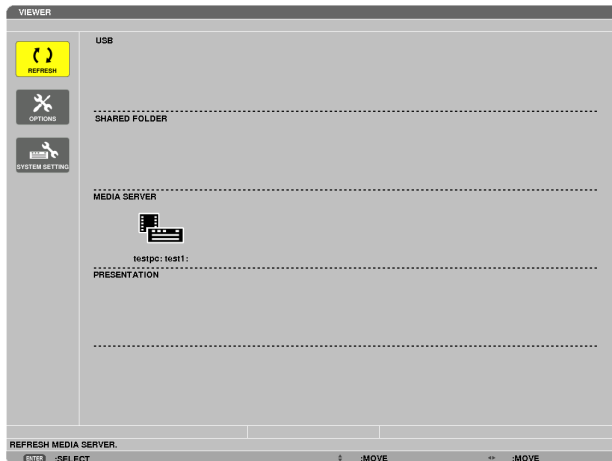 VIEWER
USB
REFRESH
OPTIONS
SHARED FOLDER
SYSTEM SETTING
MEDIA SERVER
testpc: test1:
PRESENTATION
REFRESH MEDIA SERVER.
ENTER :SELECT :MOVE :MOVE